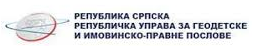 РЕПУБЛИКА СРПСКА
РЕПУБЛИЧКА УПРАВА ЗА ГЕОДЕТСКЕ
И ИМОВИНСКО-ПРАВНЕ ПОСЛОВЕ